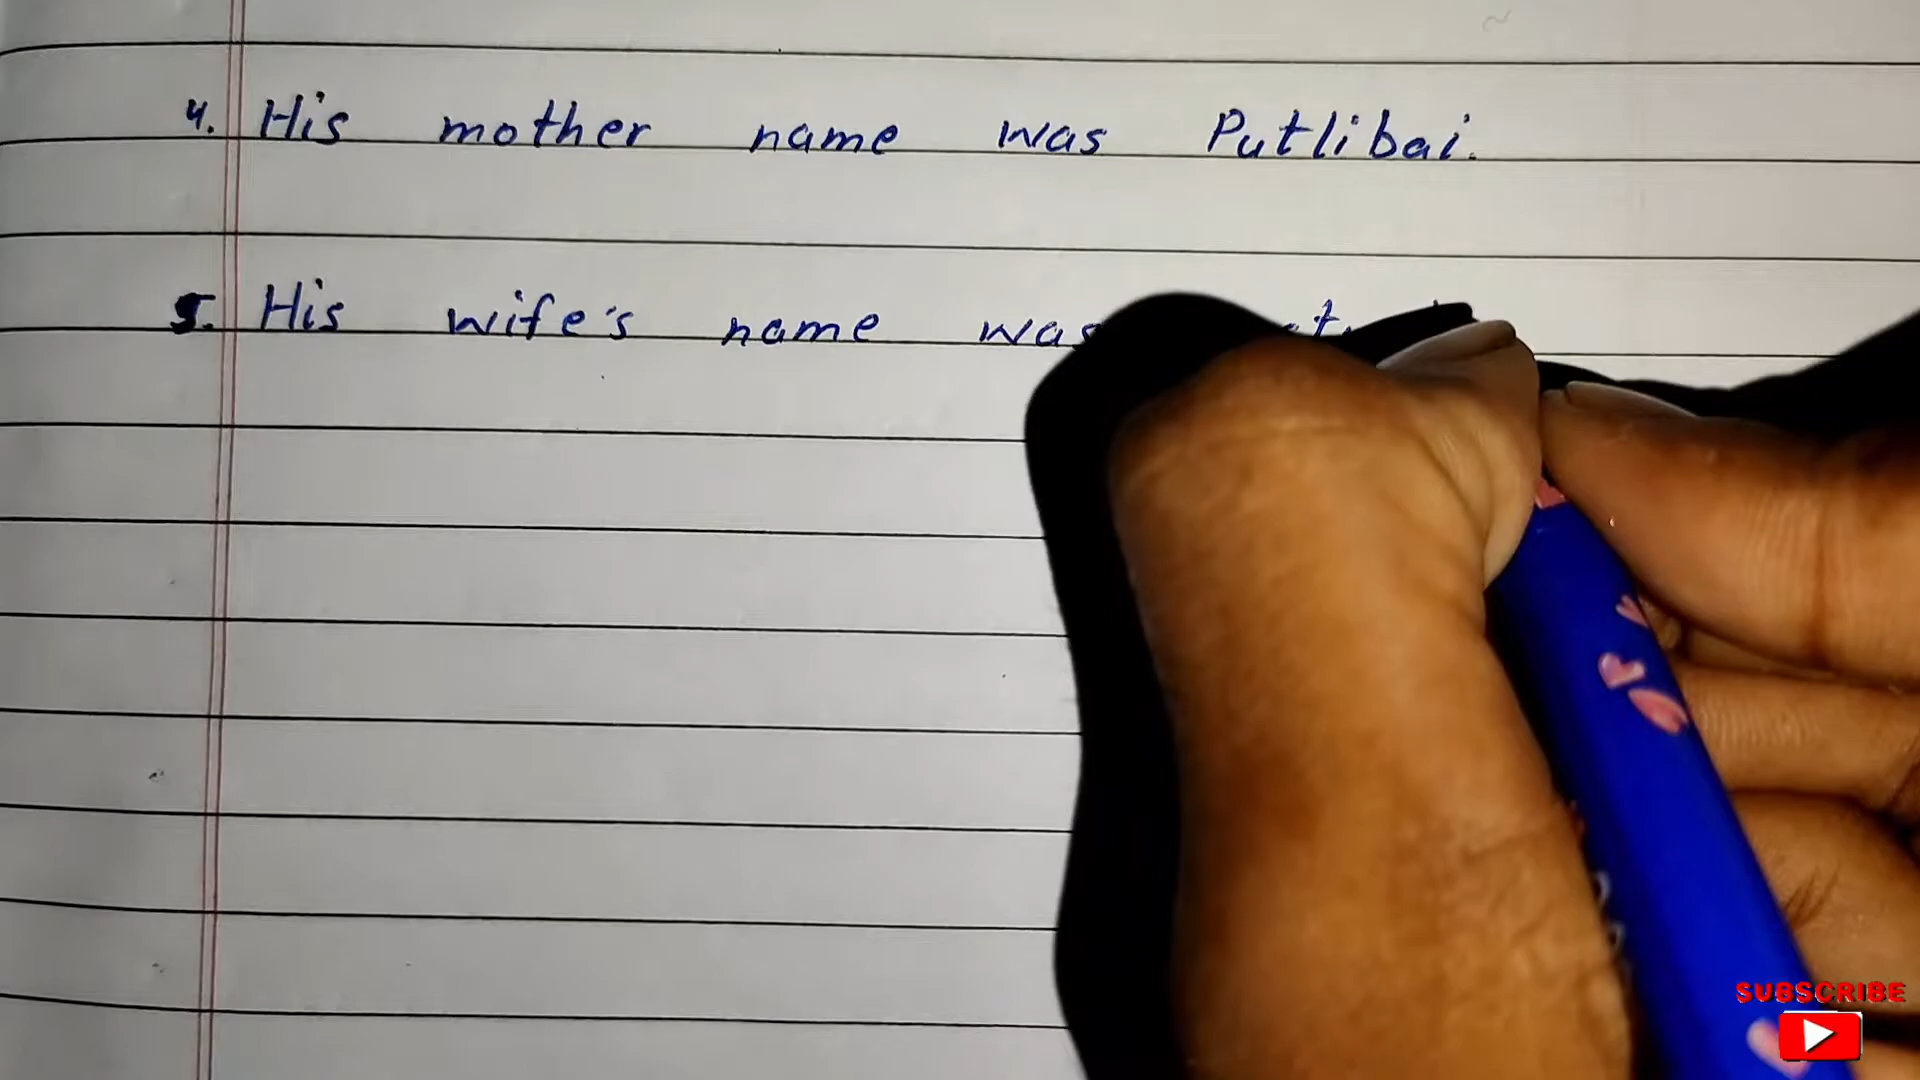 4. His mother name was Putlibai.
5. His wife's name was
SUBSCRIBE